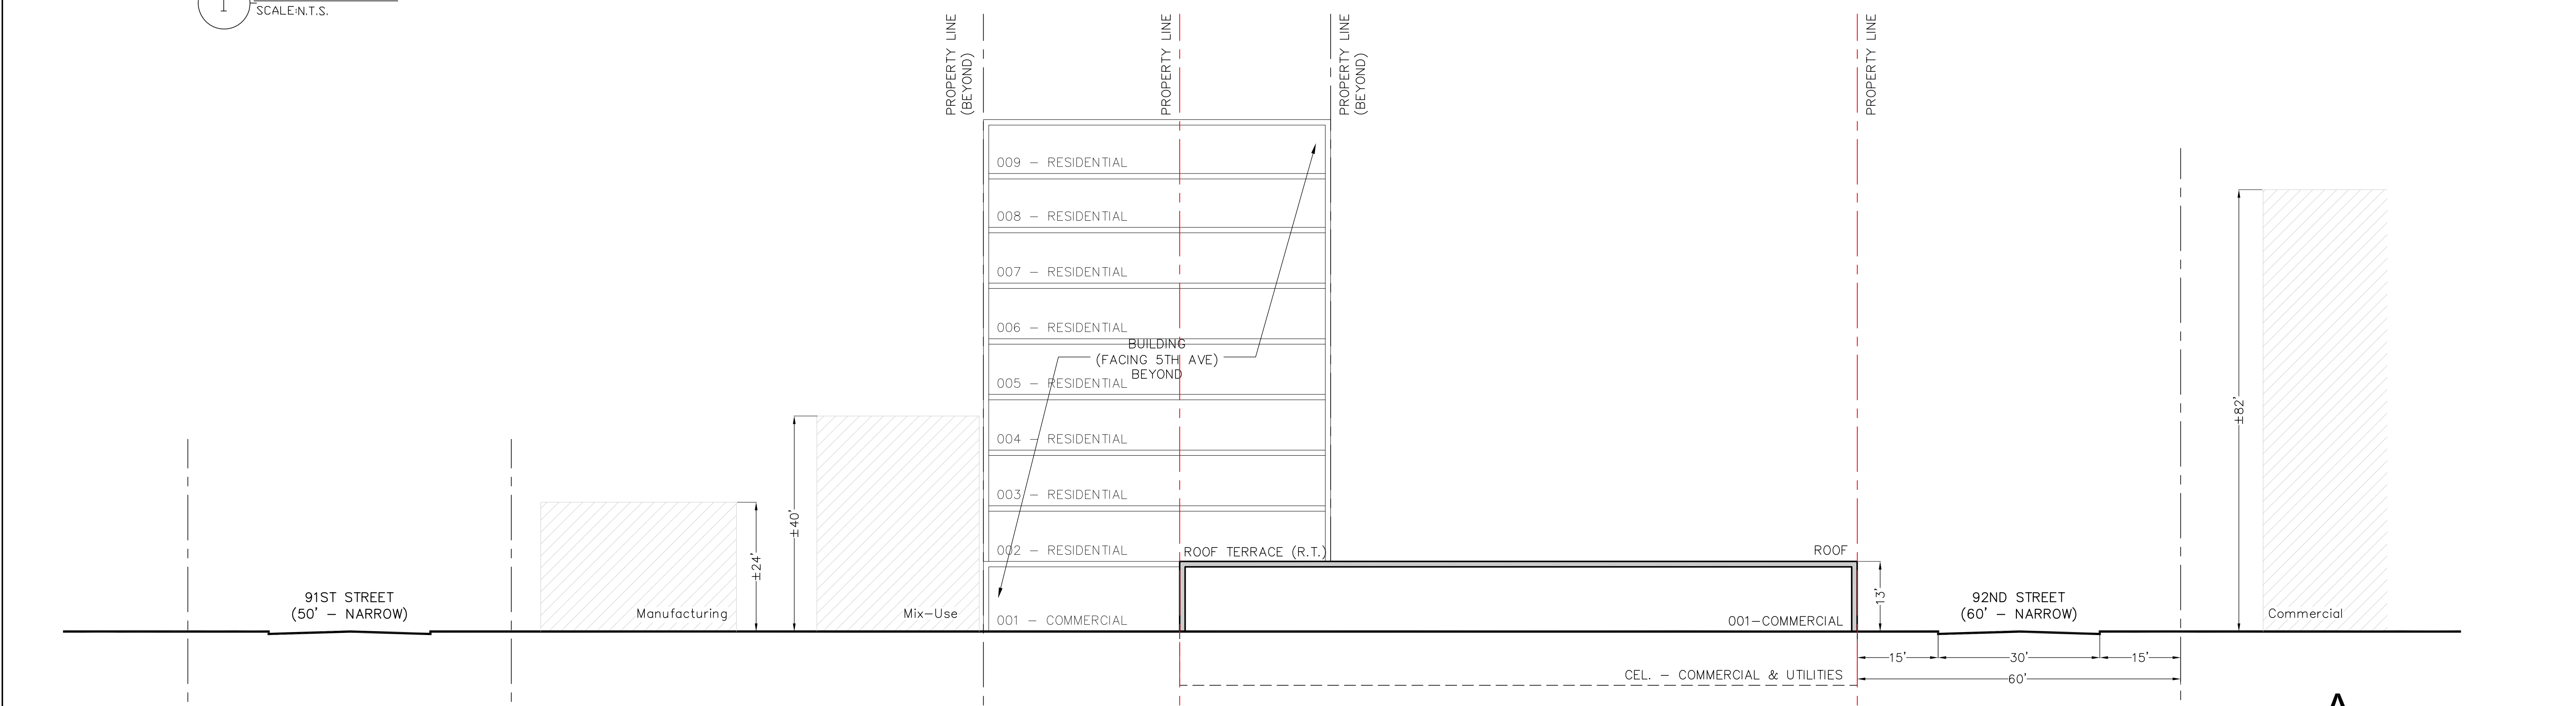 1
SCALE:N.T.S.
PROPERTY LINE
(BEYOND)
PROPERTY LINE
PROPERTY LINE
(BEYOND)
PROPERTY LINE
009 – RESIDENTIAL
008 – RESIDENTIAL
007 – RESIDENTIAL
006 – RESIDENTIAL
BUILDING
(FACING 5TH AVE)
BEYOND
005 – RESIDENTIAL
004 – RESIDENTIAL
003 – RESIDENTIAL
002 – RESIDENTIAL
ROOF TERRACE (R.T.)
ROOF
001 – COMMERCIAL
001-COMMERCIAL
13'
CEL. – COMMERCIAL & UTILITIES
91ST STREET
(50' – NARROW)
Manufacturing
±24'
±40'
Mix-Use
92ND STREET
(60' – NARROW)
15'
30'
15'
60'
±82'
Commercial
A